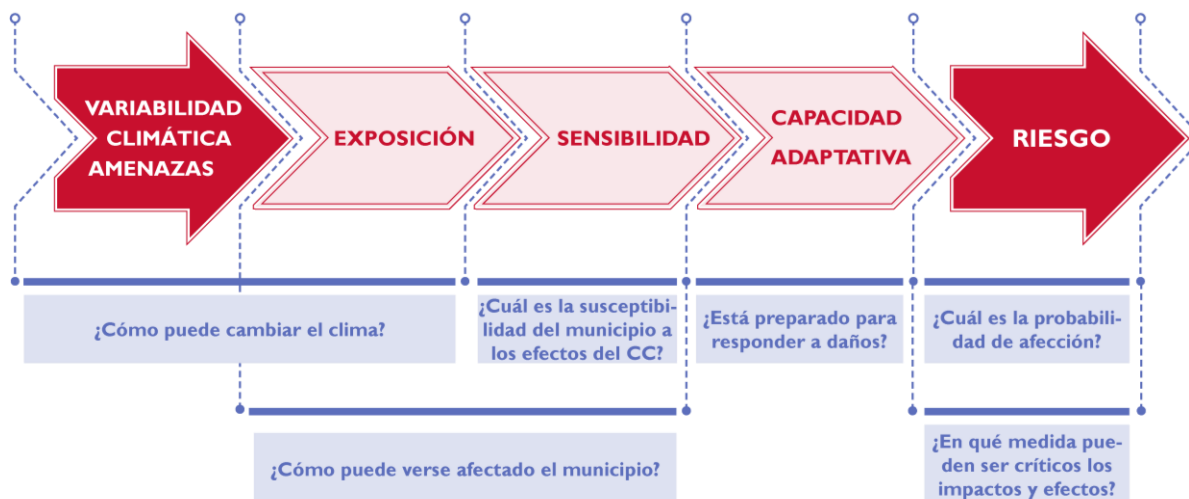 VARIABILIDAD
CLIMÁTICA
AMENAZAS
EXPOSICIÓN
SENSIBILIDAD
CAPACIDAD
ADAPTATIVA
RIESGO
¿Cómo puede cambiar el clima?
¿Cuál es la susceptibi-
lidad del municipio a
los efectos del CC?
¿Está preparado para
responder a daños?
¿Cuál es la probabili-
dad de afección?
¿Cómo puede verse afectado el municipio?
¿En qué medida pue-
den ser críticos los
impactos y efectos?